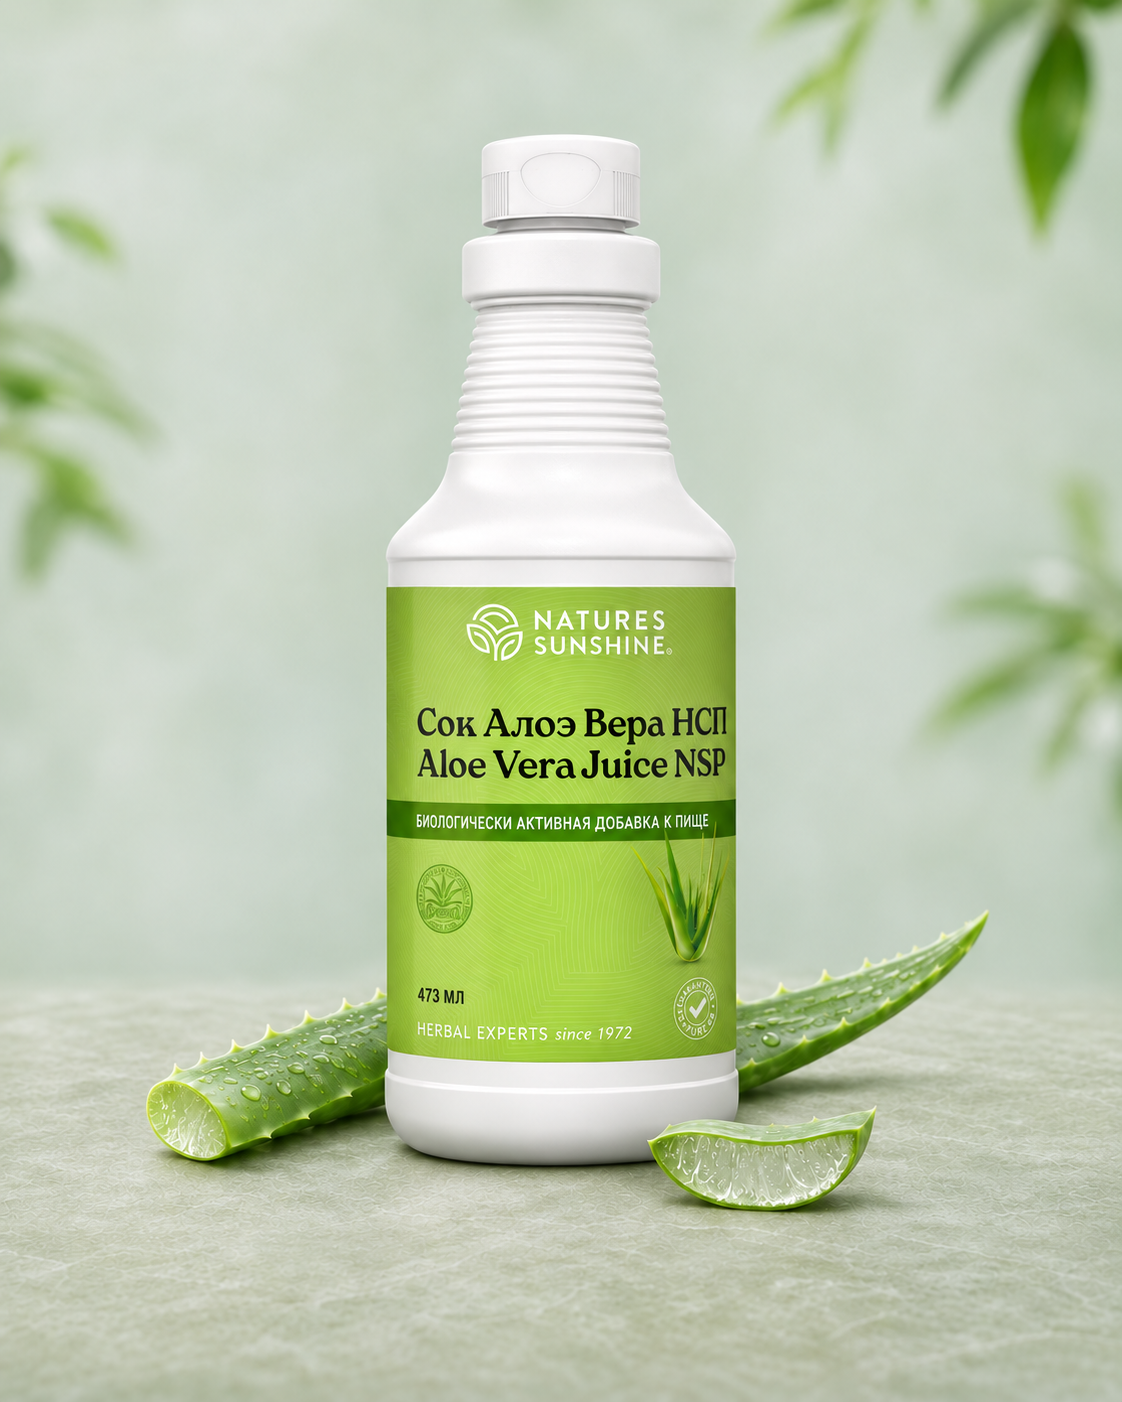 NATURES
SUNSHINE®
Сок Алоэ Вера НСП
Aloe Vera Juice NSP
БИОЛОГИЧЕСКИ АКТИВНАЯ ДОБАВКА К ПИЩЕ
473 МЛ
HERBAL EXPERTS since 1972